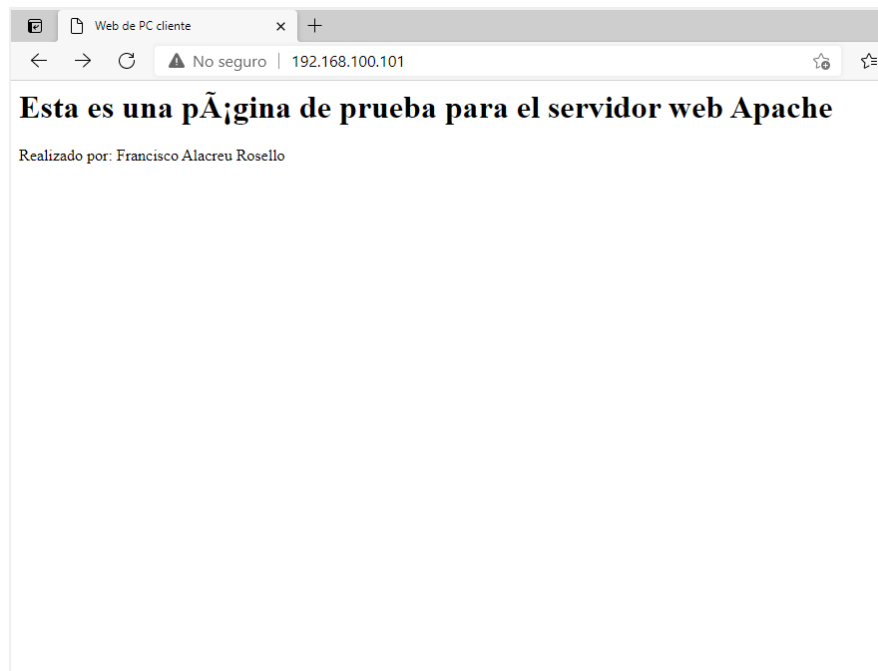 Web de PC cliente
No seguro | 192.168.100.101
Esta es una pÃ¡gina de prueba para el servidor web Apache
Realizado por: Francisco Alacreu Rosello